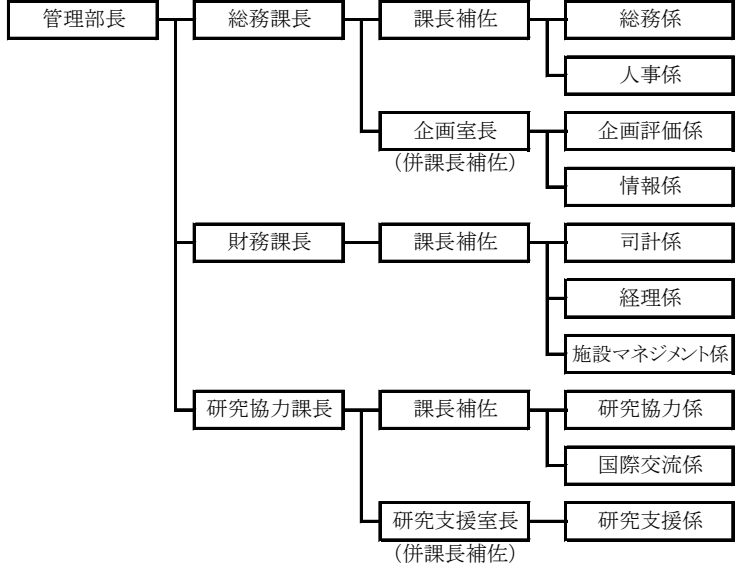 管理部長 総務課長 課長補佐 総務係
人事係
企画室長 企画評価係
(併課長補佐)
情報係
財務課長 課長補佐 司計係
経理係
施設マネジメント係
研究協力課長 課長補佐 研究協力係
国際交流係
研究支援室長 研究支援係
(併課長補佐)